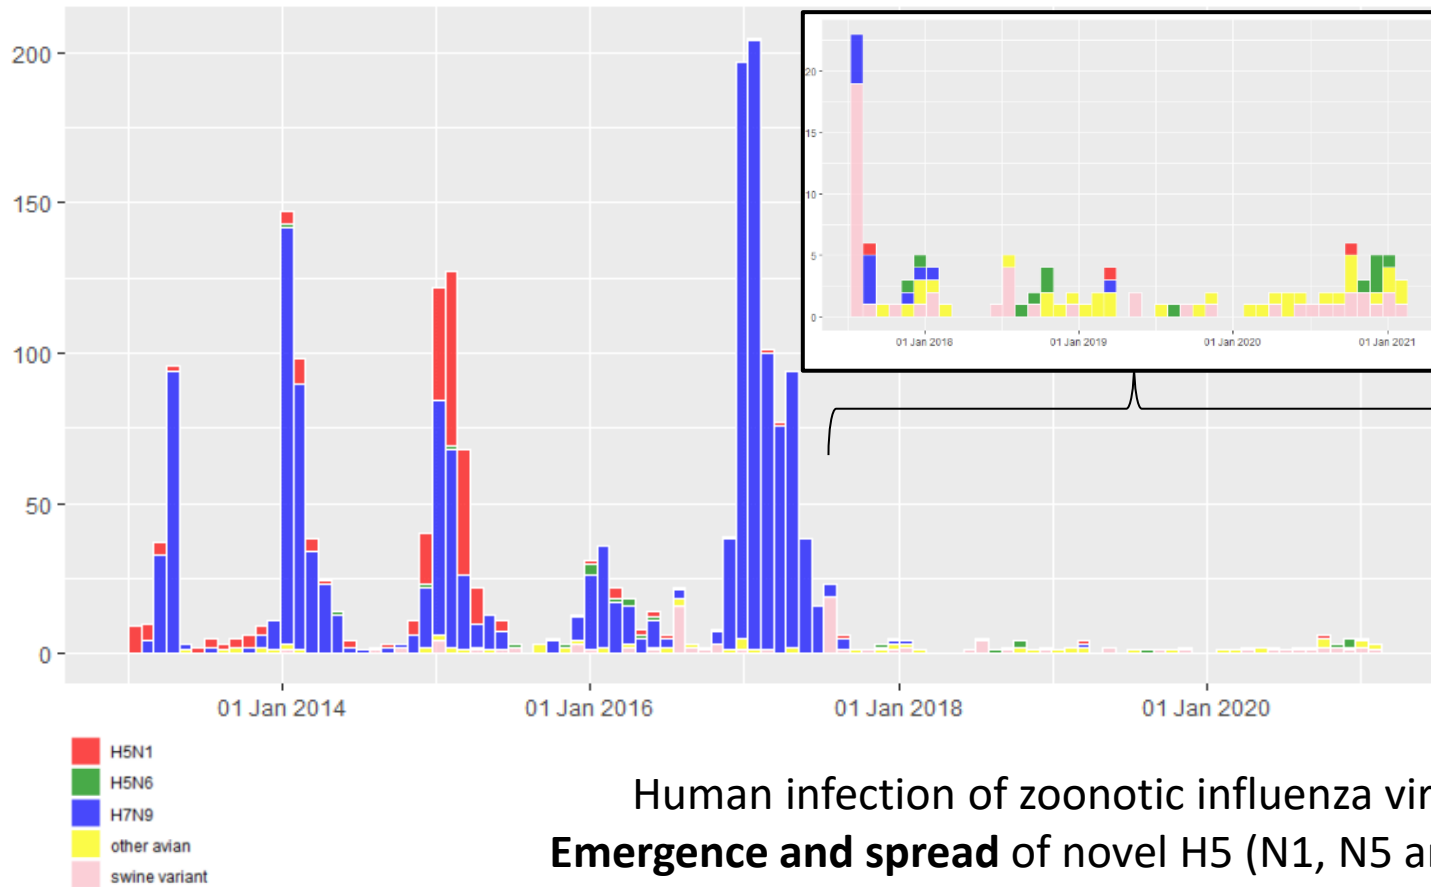 200
150
100
50
0
01 Jan 2014
01 Jan 2016
01 Jan 2018
01 Jan 2020
20
15
10
5
0
01 Jan 2018
01 Jan 2019
01 Jan 2020
01 Jan 2021
H5N1
H5N6
H7N9
other avian
swine variant
Human infection of zoonotic influenza vir
Emergence and spread of novel H5 (N1, N5 a